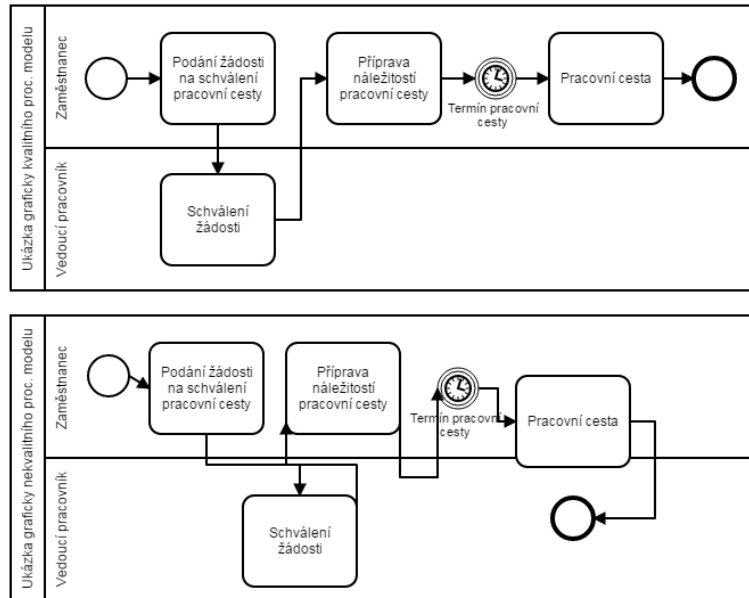 Ukázka graficky kvalitního proc. modelu
Zaměstnanec
Podání žádosti
na schválení
pracovní cesty
Příprava
náležitostí
pracovní cesty
Termín pracovní
cesty
Pracovní cesta
Vedoucí pracovník
Schválení
žádosti
Ukázka graficky nekvalitního proc. modelu
Zaměstnanec
Podání žádosti
na schválení
pracovní cesty
Příprava
náležitostí
pracovní cesty
Termín pracovní
cesty
Pracovní cesta
Vedoucí pracovník
Schválení
žádosti